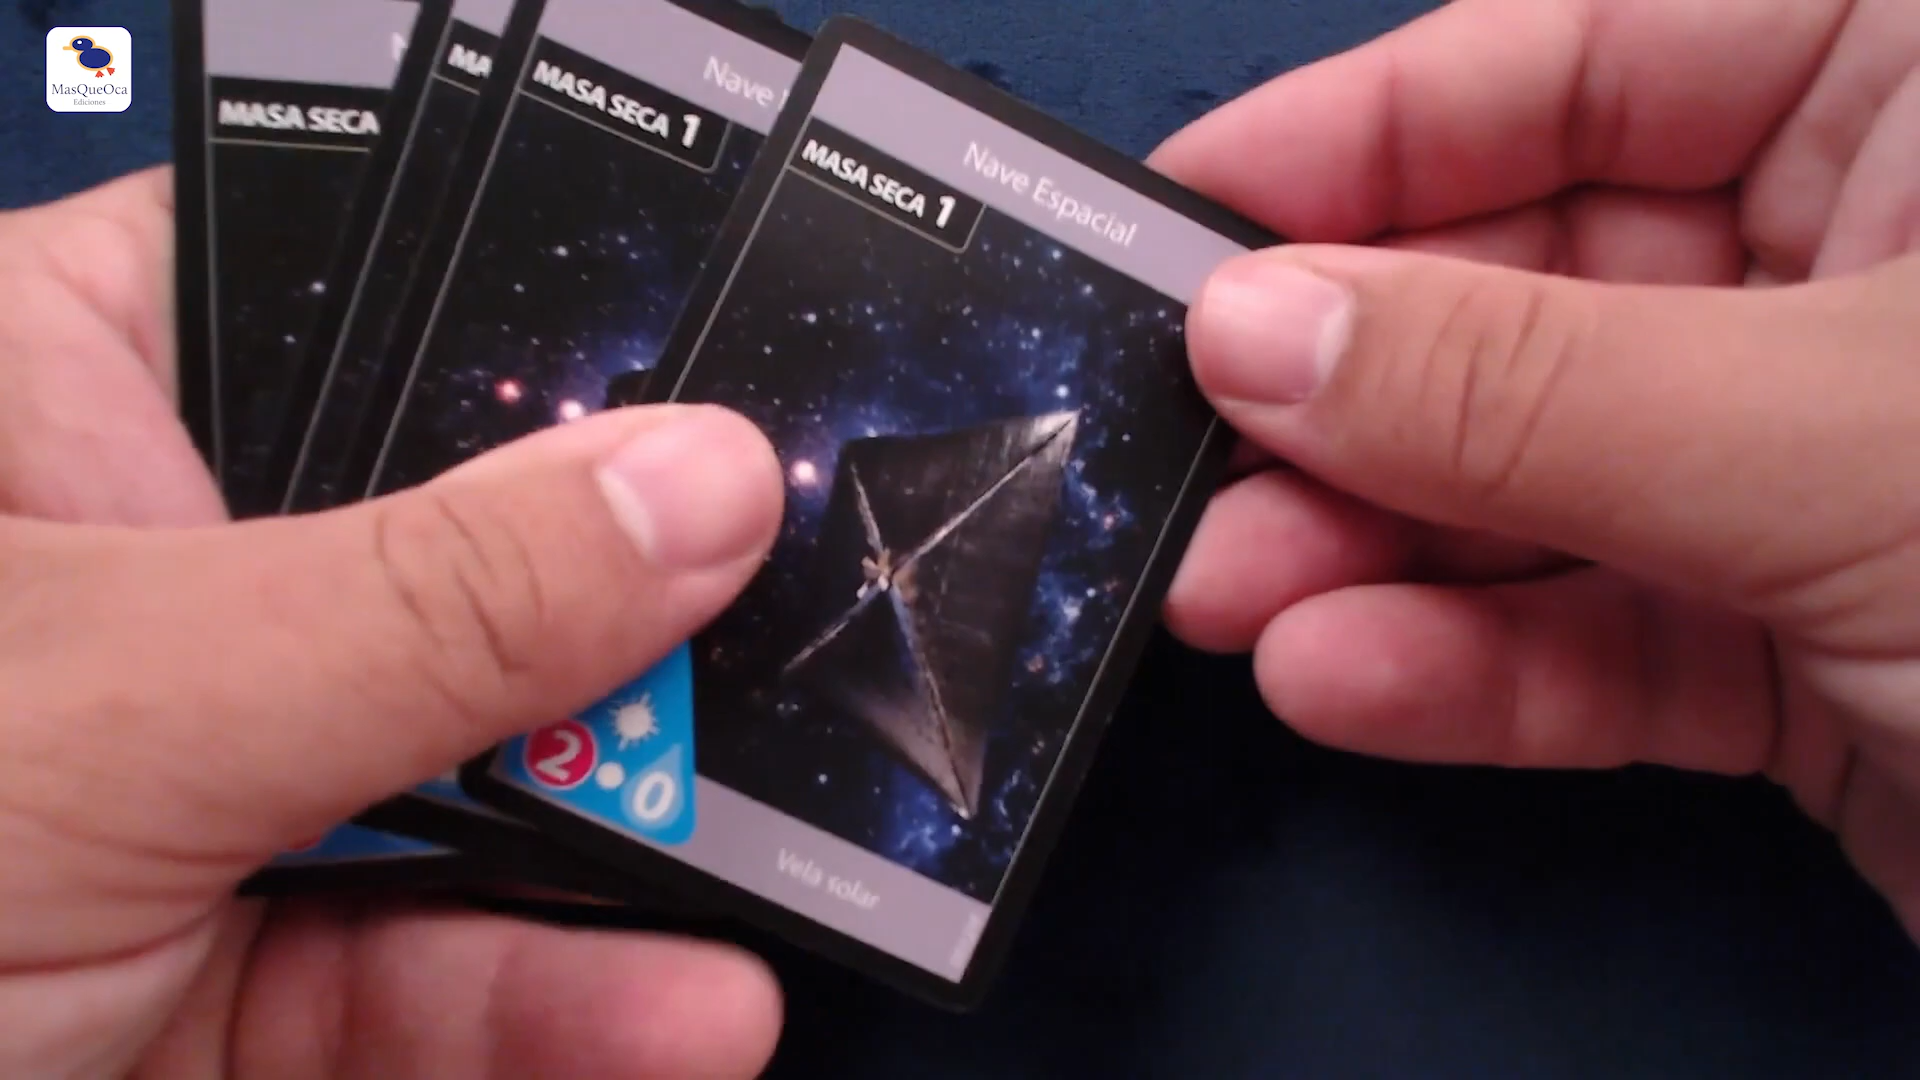 MasQueOca
Ediciones
MASA SECA
MASA SECA 1
Nave
Nave Espacial
MASA SECA 1
2 0
Vela solar